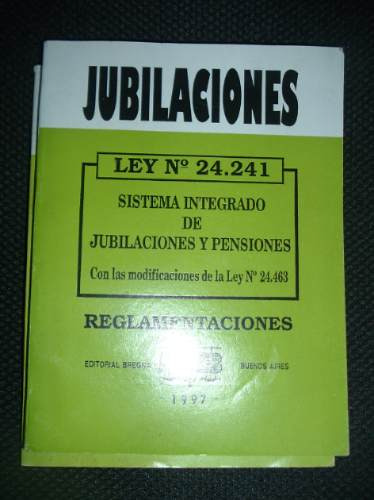 JUBILACIONES
LEY Nº 24.241
SISTEMA INTEGRADO
DE
JUBILACIONES Y PENSIONES
Con las modificaciones de la Ley Nº 24.463
REGLAMENTACIONES
EDITORIAL BREGNA BUENOS AIRES
- 1997 -